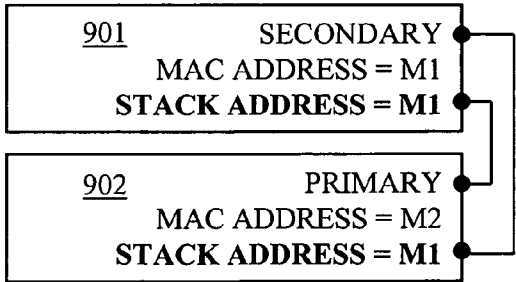 901 SECONDARY
MAC ADDRESS = M1
STACK ADDRESS = M1
902 PRIMARY
MAC ADDRESS = M2
STACK ADDRESS = M1